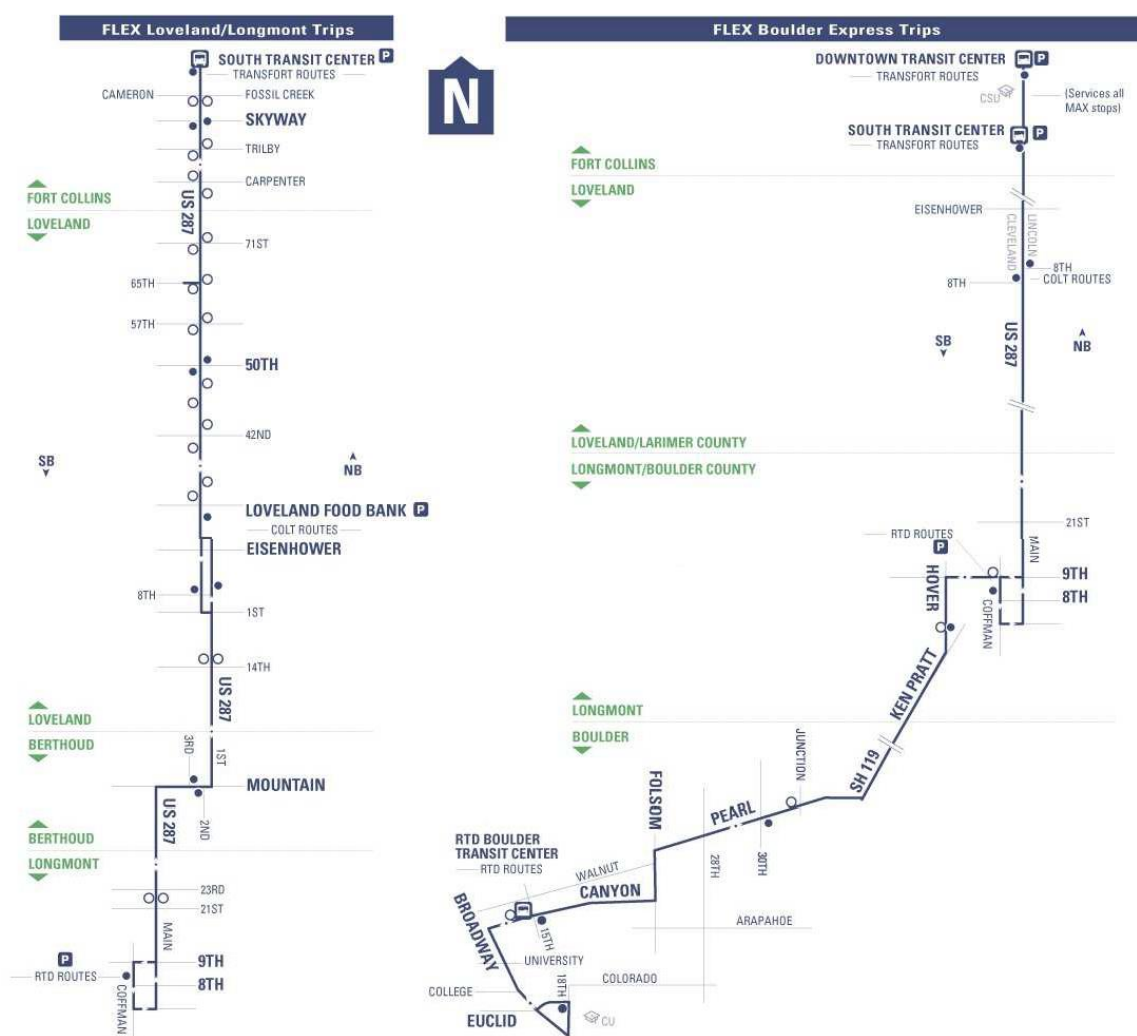 FLEX Loveland/Longmont Trips
SOUTH TRANSIT CENTER P
TRANSFORT ROUTES
CAMERON
FOSSIL CREEK
SKYWAY
TRILBY
CARPENTER
FORT COLLINS
LOVELAND
US 287
71ST
65TH
57TH
50TH
42ND
SB
NB
LOVELAND FOOD BANK P
COLT ROUTES
EISENHOWER
8TH
1ST
14TH
US 287
LOVELAND
BERTHOUD
3RD
1ST
MOUNTAIN
US 287
2ND
BERTHOUD
LONGMONT
23RD
21ST
MAIN
P
9TH
RTD ROUTES
8TH
COFFMAN
N
FLEX Boulder Express Trips
DOWNTOWN TRANSIT CENTER P
TRANSFORT ROUTES
CSU
(Services all
MAX stops)
SOUTH TRANSIT CENTER P
TRANSFORT ROUTES
FORT COLLINS
LOVELAND
EISENHOWER
CLEVELAND
LINCOLN
8TH
COLT ROUTES
8TH
US 287
SB
NB
LOVELAND/LARIMER COUNTY
LONGMONT/BOULDER COUNTY
21ST
RTD ROUTES
MAIN
P
9TH
HOVER
8TH
COFFMAN
KEN PRATT
LONGMONT
BOULDER
JUNCTION
SH 119
FOLSOM
PEARL
30TH
28TH
RTD BOULDER
TRANSIT CENTER
RTD ROUTES
WALNUT
CANYON
BROADWAY
15TH
ARAPAHOE
UNIVERSITY
COLORADO
18TH
COLLEGE
EUCLID
CU